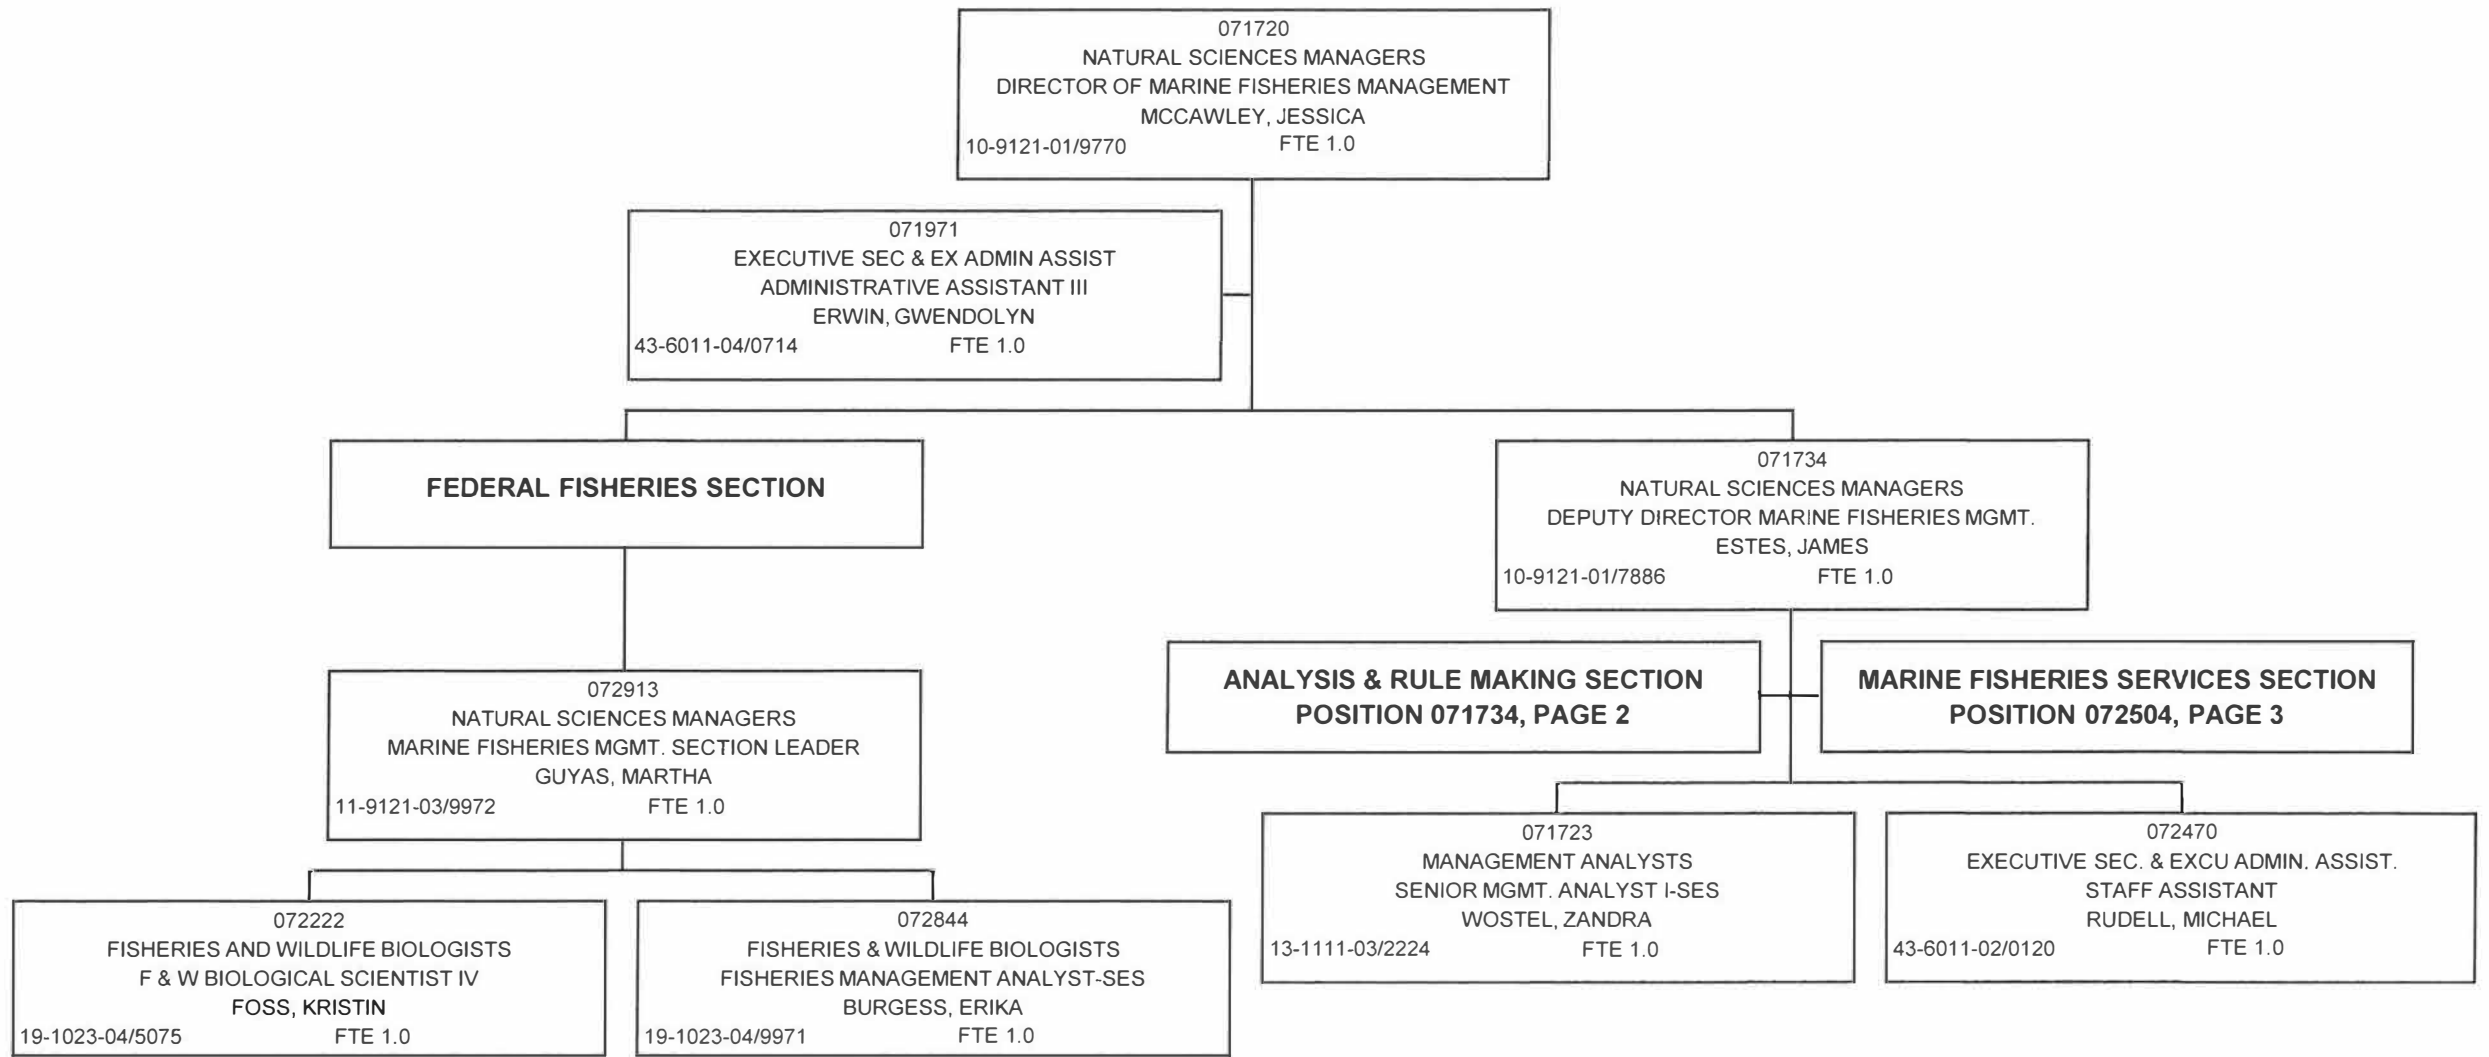 071720
NATURAL SCIENCES MANAGERS
DIRECTOR OF MARINE FISHERIES MANAGEMENT
MCCAWLEY, JESSICA
10-9121-01/9770 FTE 1.0
071971
EXECUTIVE SEC & EX ADMIN ASSIST
ADMINISTRATIVE ASSISTANT III
ERWIN, GWENDOLYN
43-6011-04/0714 FTE 1.0
FEDERAL FISHERIES SECTION
071734
NATURAL SCIENCES MANAGERS
DEPUTY DIRECTOR MARINE FISHERIES MGMT.
ESTES, JAMES
10-9121-01/7886 FTE 1.0
ANALYSIS & RULE MAKING SECTION
POSITION 071734, PAGE 2
MARINE FISHERIES SERVICES SECTION
POSITION 072504, PAGE 3
072913
NATURAL SCIENCES MANAGERS
MARINE FISHERIES MGMT. SECTION LEADER
GUYAS, MARTHA
11-9121-03/9972 FTE 1.0
071723
MANAGEMENT ANALYSTS
SENIOR MGMT. ANALYST I-SES
WOSTEL, ZANDRA
13-1111-03/2224 FTE 1.0
072470
EXECUTIVE SEC. & EXCU ADMIN. ASSIST.
STAFF ASSISTANT
RUDELL, MICHAEL
43-6011-02/0120 FTE 1.0
072222
FISHERIES AND WILDLIFE BIOLOGISTS
F & W BIOLOGICAL SCIENTIST IV
FOSS, KRISTIN
19-1023-04/5075 FTE 1.0
072844
FISHERIES & WILDLIFE BIOLOGISTS
FISHERIES MANAGEMENT ANALYST-SES
BURGESS, ERIKA
19-1023-04/9971 FTE 1.0